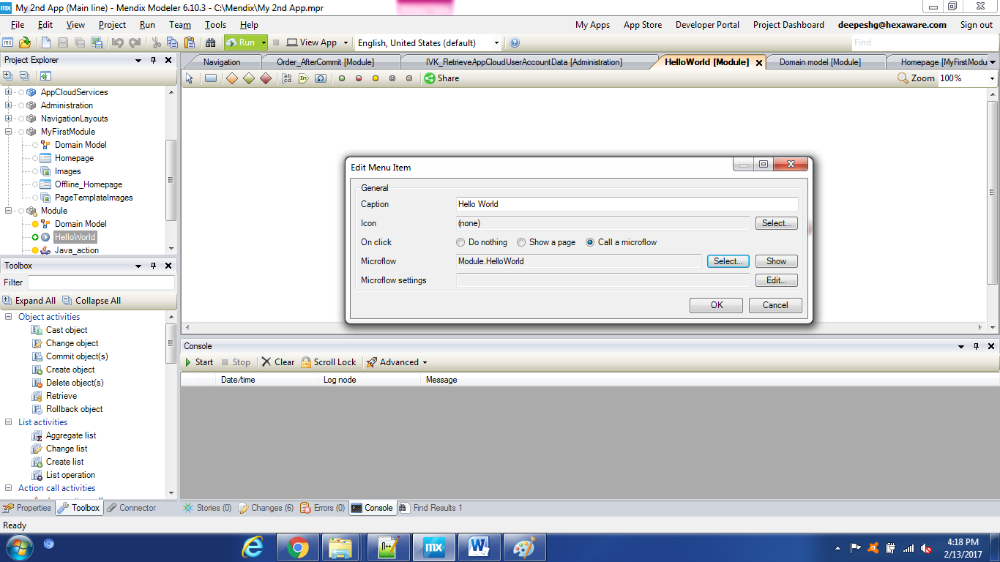 mx My 2nd App (Main line) - Mendix Modeler 6.10.3 - C:\Mendix\My 2nd App.mpr
File Edit View Project Run Team Tools Help My Apps App Store Developer Portal Project Dashboard deepeshg@hexaware.com Sign out
Run View App English, United States (default) Find
Project Explorer
Navigation Order_AfterCommit [Module] IVK_RetrieveAppCloudUserAccountData [Administration] HelloWorld [Module] Domain model [Module] Homepage [MyFirstModu
Share Zoom 100%
AppCloudServices
Administration
NavigationLayouts
MyFirstModule
Domain Model
Homepage
Images
Offline_Homepage
PageTemplateImages
Module
Domain Model
HelloWorld
Java_action
Edit Menu Item
General
Caption Hello World
Icon (none) Select...
On click Do nothing Show a page Call a microflow
Microflow Module.HelloWorld Select... Show
Microflow settings Edit...
OK Cancel
Toolbox
Filter
Expand All Collapse All
Object activities
Cast object
Change object
Commit object(s)
Create object
Delete object(s)
Retrieve
Rollback object
List activities
Aggregate list
Change list
Create list
List operation
Action call activities
Console
Start Stop Clear Scroll Lock Advanced
Date/time Log node Message
Properties Toolbox Connector Stories (0) Changes (6) Errors (0) Console Find Results 1
Ready
mx
4:18 PM
2/13/2017